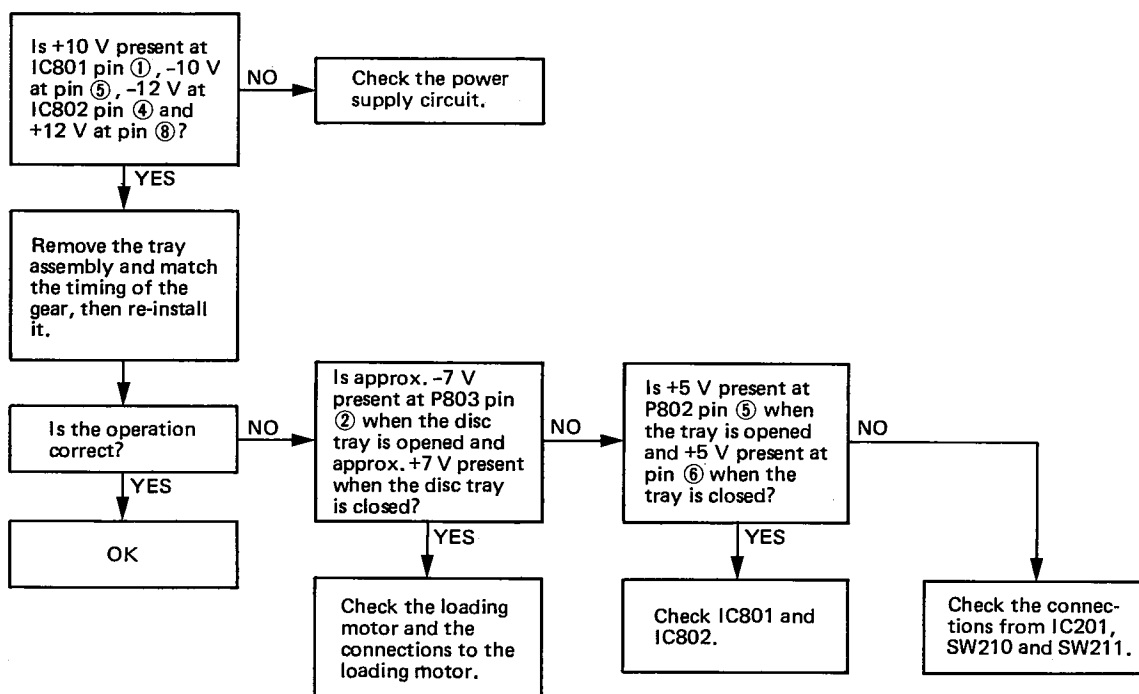 Is +10 V present at
IC801 pin ①, -10 V
at pin ⑤, -12 V at
IC802 pin ④ and
+12 V at pin ⑧?
NO
Check the power
supply circuit.
YES
Remove the tray
assembly and match
the timing of the
gear, then re-install
it.
Is the operation
correct?
NO
Is approx. -7 V
present at P803 pin
② when the disc
tray is opened and
approx. +7 V present
when the disc tray
is closed?
NO
Is +5 V present at
P802 pin ⑤ when
the tray is opened
and +5 V present at
pin ⑥ when the
tray is closed?
NO
YES
OK
YES
Check the loading
motor and the
connections to the
loading motor.
YES
Check IC801 and
IC802.
Check the connec-
tions from IC201,
SW210 and SW211.